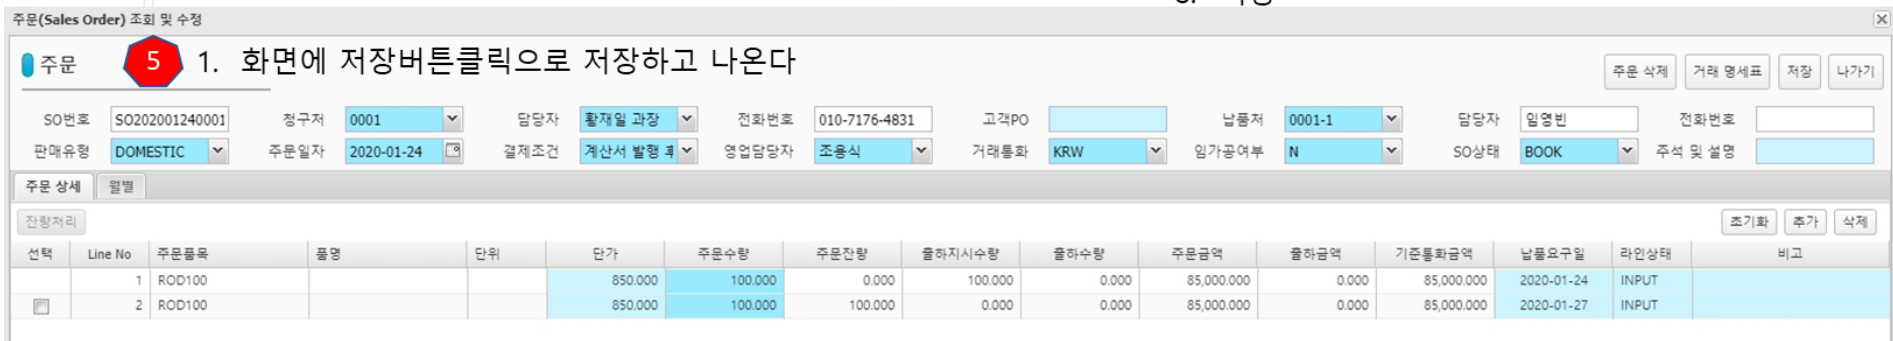 주문(Sales Order) 조회 및 수정
주문 5 1. 화면에 저장버튼클릭으로 저장하고 나온다 주문 삭제 거래 명세표 저장 나가기
SO번호 SO202001240001 청구처 0001 담당자 황재일 과장 전화번호 010-7176-4831 고객PO 납품처 0001-1 담당자 임영빈 전화번호
판매유형 DOMESTIC 주문일자 2020-01-24 결제조건 계산서 발행 영업담당자 조용식 거래통화 KRW 임가공여부 N SO상태 BOOK 주석 및 설명
주문 상세 월별
잔량처리 초기화 추가 삭제
선택 Line No 주문품목 품명 단위 단가 주문수량 주문잔량 출하지시수량 출하수량 주문금액 출하금액 기준통화금액 납품요구일 라인상태 비고
1 ROD100 850.000 100.000 0.000 100.000 0.000 85,000.000 0.000 85,000.000 2020-01-24 INPUT
2 ROD100 850.000 100.000 100.000 0.000 0.000 85,000.000 0.000 85,000.000 2020-01-27 INPUT